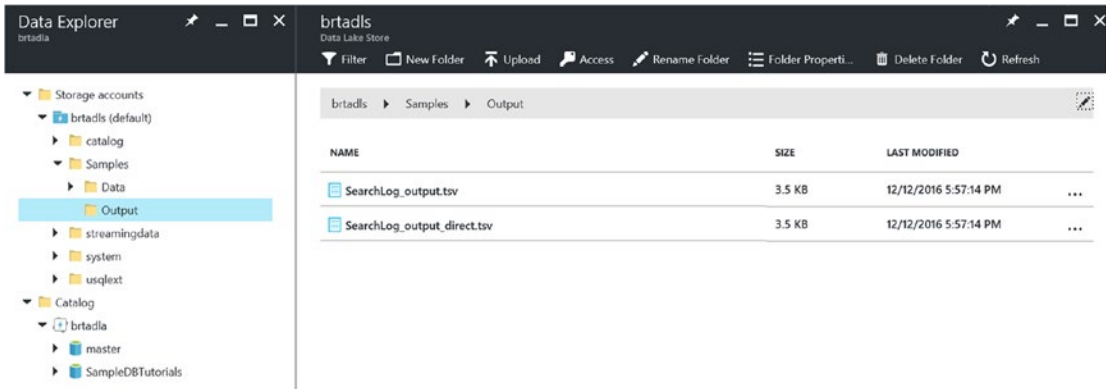 Data Explorer
brtadla
Storage accounts
brtadls (default)
catalog
Samples
Data
Output
streamingdata
system
usqlext
Catalog
brtadla
master
SampleDBTutorials
brtadls
Data Lake Store
Filter New Folder Upload Access Rename Folder Folder Properti... Delete Folder Refresh
brtadls Samples Output
NAME SIZE LAST MODIFIED
SearchLog_output.tsv 3.5 KB 12/12/2016 5:57:14 PM ...
SearchLog_output_direct.tsv 3.5 KB 12/12/2016 5:57:14 PM ...